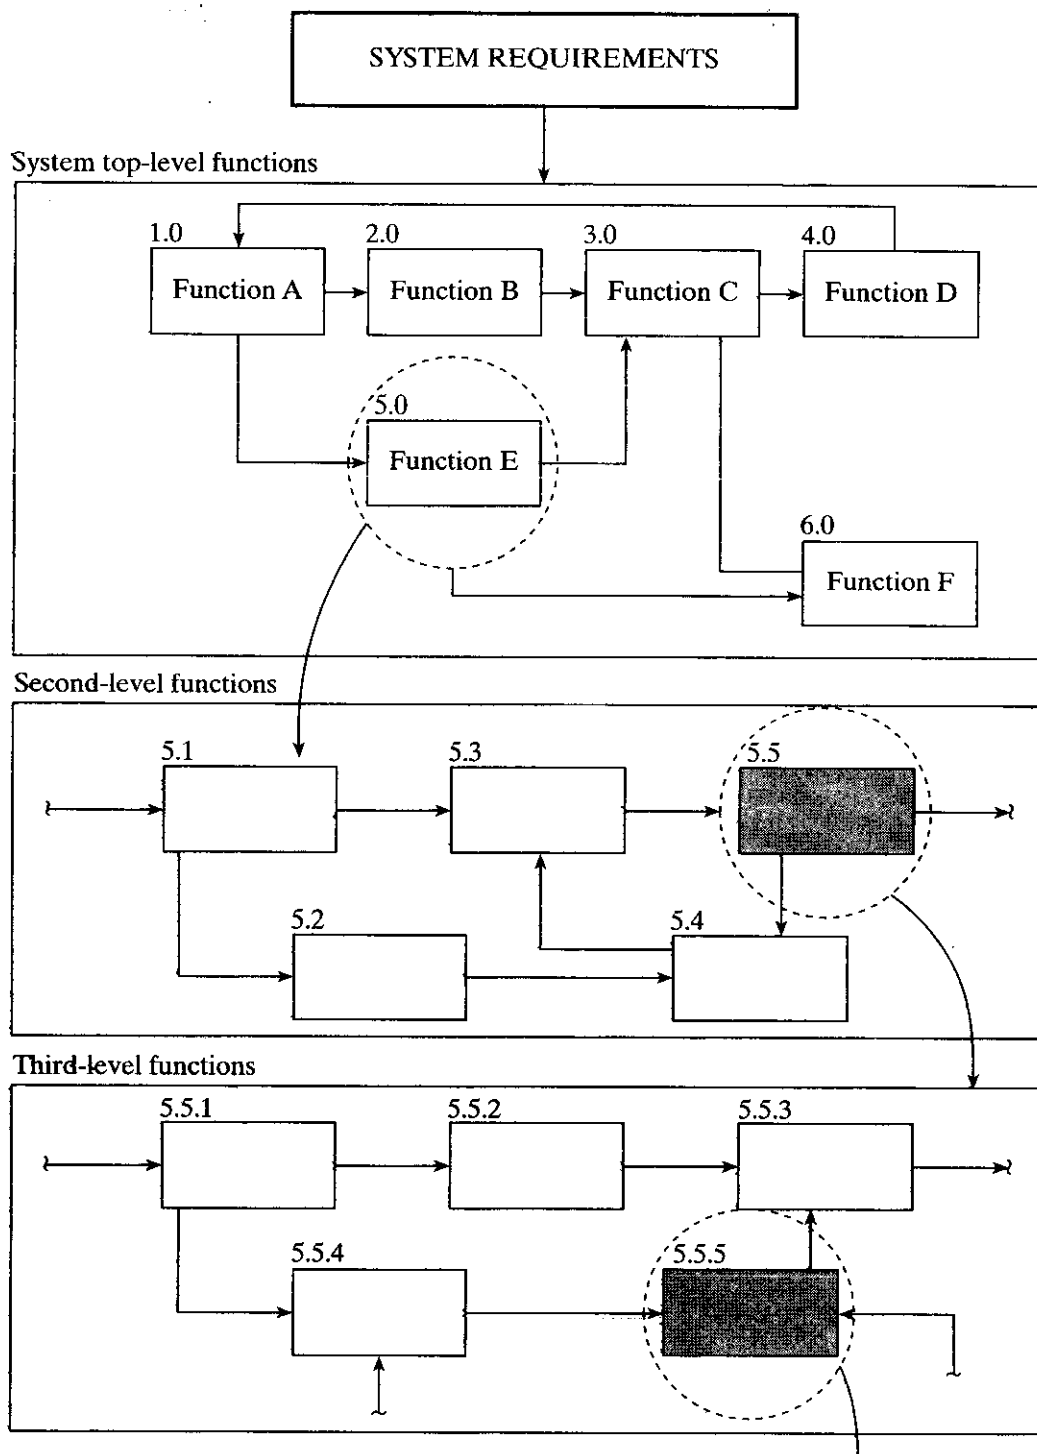 SYSTEM REQUIREMENTS
System top-level functions
1.0
2.0
3.0
4.0
Function A
Function B
Function C
Function D
5.0
Function E
6.0
Function F
Second-level functions
5.1
5.3
5.5
5.2
5.4
Third-level functions
5.5.1
5.5.2
5.5.3
5.5.4
5.5.5